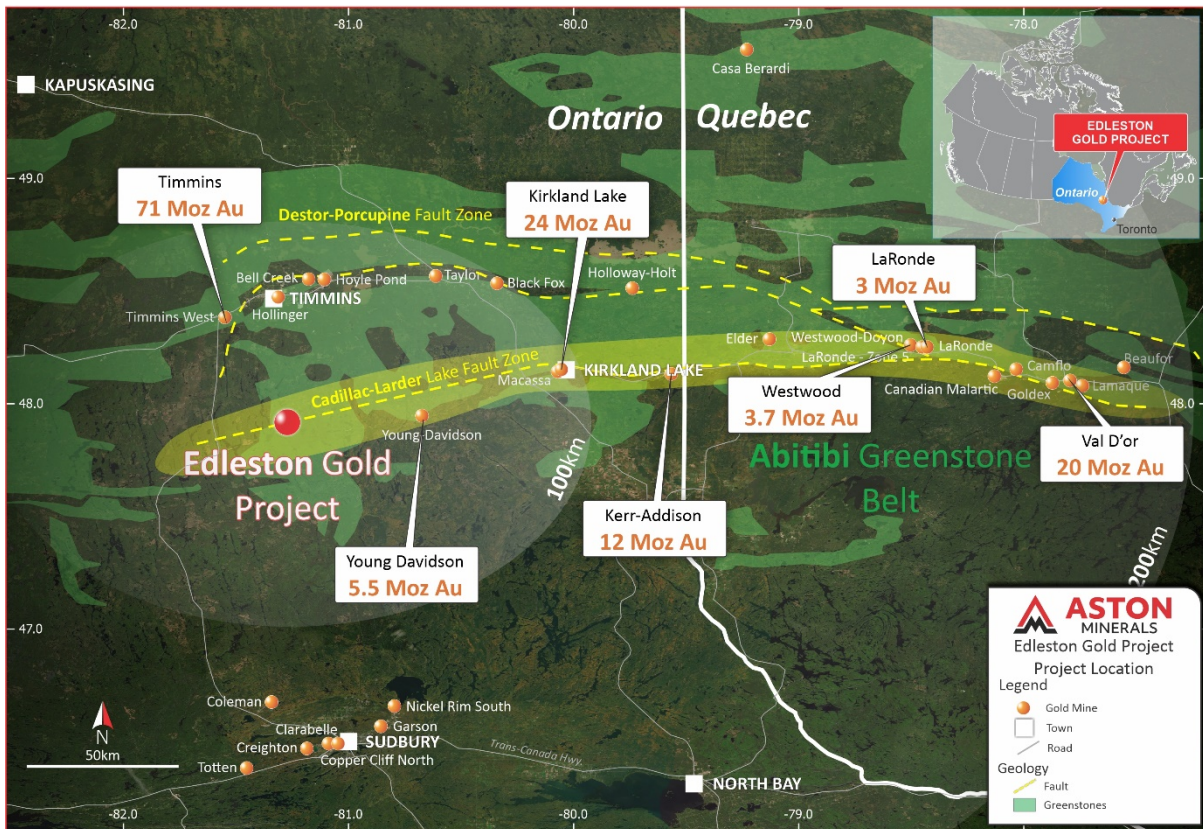 -82.0
-81.0
-80.0
-79.0
-78.0
KAPUSKASING
Casa Berardi
Ontario
Quebec
EDLESTON
GOLD PROJECT
Ontario
Toronto
49.0
49.0
Timmins
71 Moz Au
Kirkland Lake
24 Moz Au
Destor-Porcupine Fault Zone
LaRonde
3 Moz Au
Bell Creek
Hoyle Pond
Taylor
Black Fox
Holloway-Holt
TIMMINS
Hollinger
Timmins West
Elder
Westwood-Doyon
LaRonde
LaRonde - Zone 5
Cadillac-Larder Lake Fault Zone
Macassa
KIRKLAND LAKE
Camflo
Beaufor
Canadian Malartic
Goldex
Lamaque
48.0
48.0
Westwood
3.7 Moz Au
Young Davidson
Val D'or
20 Moz Au
Edleston Gold
Project
100km
Abitibi Greenstone
Belt
Kerr-Addison
12 Moz Au
Young Davidson
5.5 Moz Au
200km
47.0
ASTON
MINERALS
Edleston Gold Project
Project Location
Legend
Gold Mine
Town
Road
Geology
Fault
Greenstones
Coleman
Nickel Rim South
Clarabelle
Garson
Creighton
SUDBURY
Copper Cliff North
Totten
Trans-Canada Hwy.
NORTH BAY
N
50km
-82.0
-81.0
-80.0
-79.0